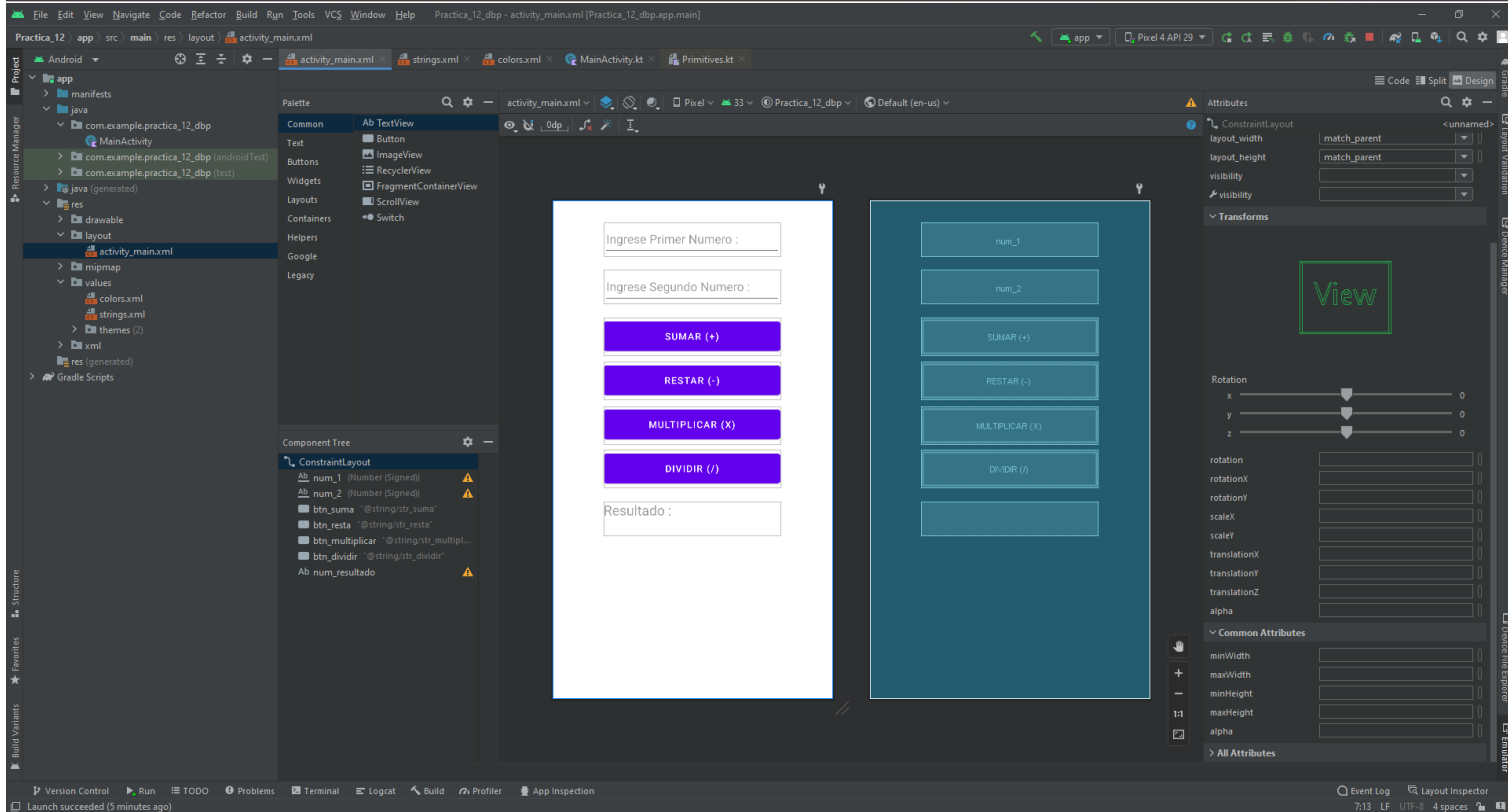 File Edit View Navigate Code Refactor Build Run Tools VCS Window Help Practica_12_dbp - activity_main.xml [Practica_12_dbp.app.main]
Practica_12 app src main res layout activity_main.xml
app Pixel 4 API 29
Android
activity_main.xml strings.xml colors.xml MainActivity.kt Primitives.kt
Code Split Design
Project
Resource Manager
Structure
Favorites
Build Variants
app
manifests
java
com.example.practica_12_dbp
MainActivity
com.example.practica_12_dbp (androidTest)
com.example.practica_12_dbp (test)
java (generated)
res
drawable
layout
activity_main.xml
mipmap
values
colors.xml
strings.xml
themes (2)
xml
res (generated)
Gradle Scripts
Palette
Common
Text
Buttons
Widgets
Layouts
Containers
Helpers
Google
Legacy
Ab TextView
Button
ImageView
RecyclerView
FragmentContainerView
ScrollView
Switch
Component Tree
ConstraintLayout
Ab num_1 (Number (Signed))
Ab num_2 (Number (Signed))
btn_suma "@string/str_suma"
btn_resta "@string/str_resta"
btn_multiplicar "@string/str_multipl...
btn_dividir "@string/str_dividir"
Ab num_resultado
activity_main.xml Pixel 33 Practica_12_dbp Default (en-us)
0dp
Ingrese Primer Numero :
Ingrese Segundo Numero :
SUMAR (+)
RESTAR (-)
MULTIPLICAR (X)
DIVIDIR (/)
Resultado :
num_1
num_2
SUMAR (+)
RESTAR (-)
MULTIPLICAR (X)
DIVIDIR (/)
1:1
Attributes
ConstraintLayout <unnamed>
layout_width match_parent
layout_height match_parent
visibility
visibility
Transforms
View
Rotation
x 0
y 0
z 0
rotation
rotationX
rotationY
scaleX
scaleY
translationX
translationY
translationZ
alpha
Common Attributes
minWidth
maxWidth
minHeight
maxHeight
alpha
All Attributes
Gradle
Layout Validation
Device Manager
Device File Explorer
Emulator
Version Control Run TODO Problems Terminal Logcat Build Profiler App Inspection Event Log Layout Inspector
Launch succeeded (5 minutes ago) 7:13 LF UTF-8 4 spaces